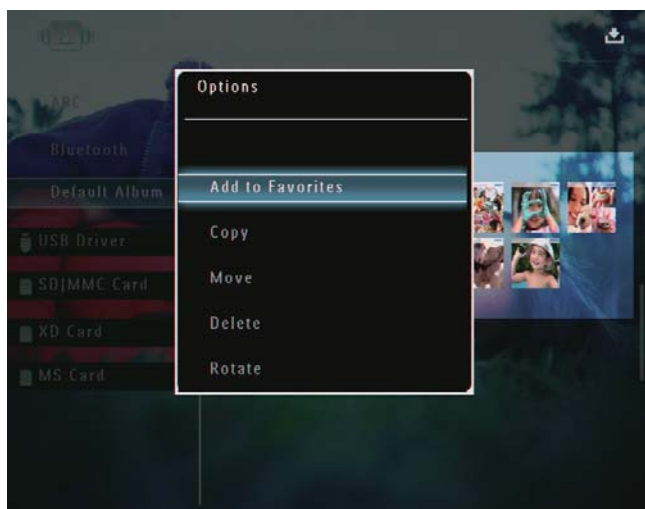 Options
Add to Favorites
Copy
Move
Delete
Rotate
ABC
Bluetooth
Default Album
USB Driver
SD|MMC Card
XD Card
MS Card